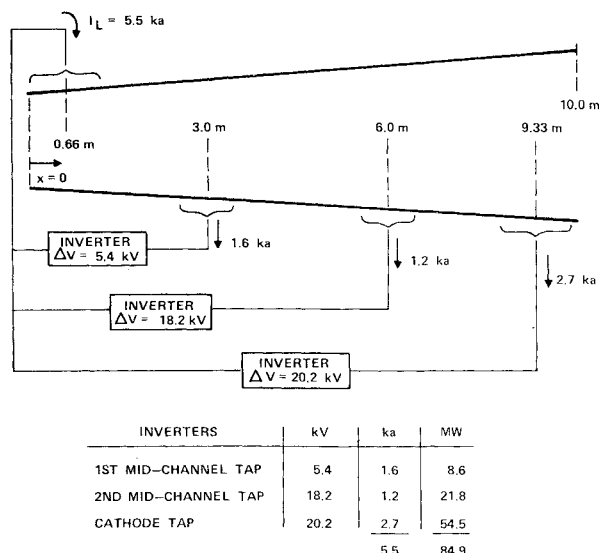 I L = 5.5 ka
10.0 m
0.66 m
3.0 m
6.0 m
9.33 m
x = 0
INVERTER
ΔV = 5.4 kV
1.6 ka
1.2 ka
2.7 ka
INVERTER
ΔV = 18.2 kV
INVERTER
ΔV = 20.2 kV
INVERTERS kV ka MW
1ST MID–CHANNEL TAP 5.4 1.6 8.6
2ND MID–CHANNEL TAP 18.2 1.2 21.8
CATHODE TAP 20.2 2.7 54.5
5.5 84.9